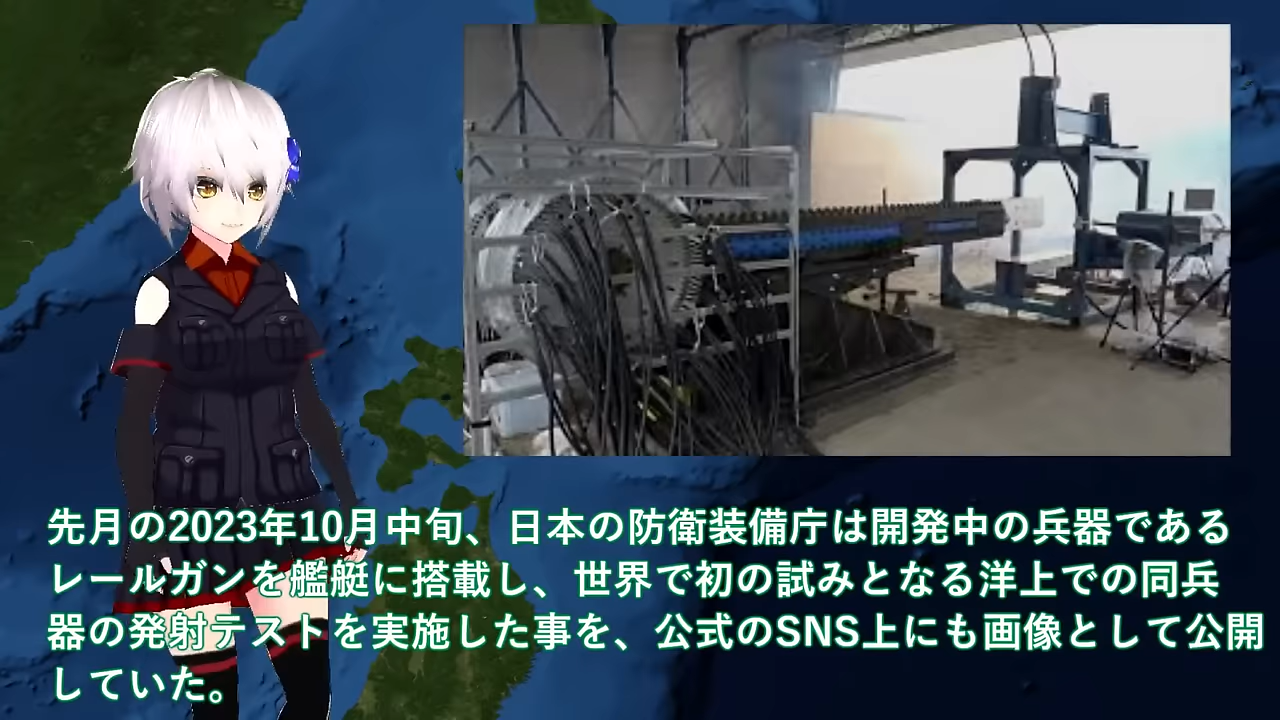 先月の2023年10月中旬、日本の防衛装備庁は開発中の兵器である
レールガンを艦艇に搭載し、世界で初の試みとなる洋上での同兵
器の発射テストを実施した事を、公式のSNS上にも画像として公開
していた。